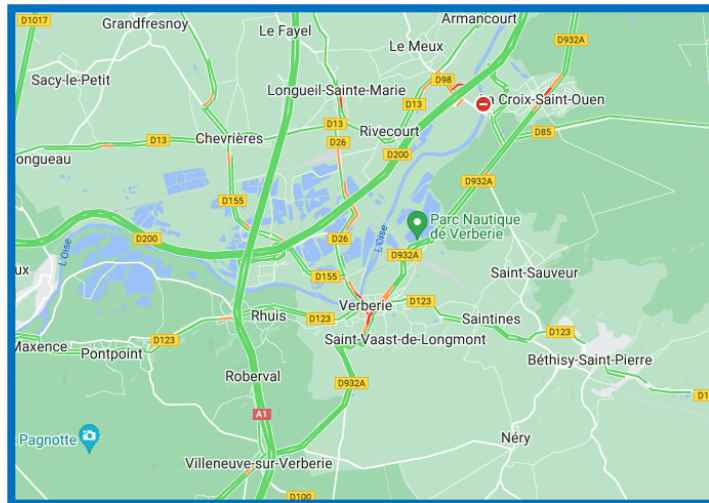 D1017
Grandfresnoy
Le Fayel
Armancourt
Le Meux
D932A
Sacy-le-Petit
Longueil-Sainte-Marie
D98
La Croix-Saint-Ouen
D13
D13
Rivecourt
D85
D13
Chevrières
D26
D200
ongueau
D932A
D155
Parc Nautique
de Verberie
L'Oise
D200
D26
L'Oise
D932A
ux
D155
Saint-Sauveur
Verberie
D123
Rhuis
D123
Saintines
D123
Maxence
D123
Pontpoint
Saint-Vaast-de-Longmont
Béthisy-Saint-Pierre
Roberval
D932A
D1
A1
Pagnotte
Néry
Villeneuve-sur-Verberie
D100